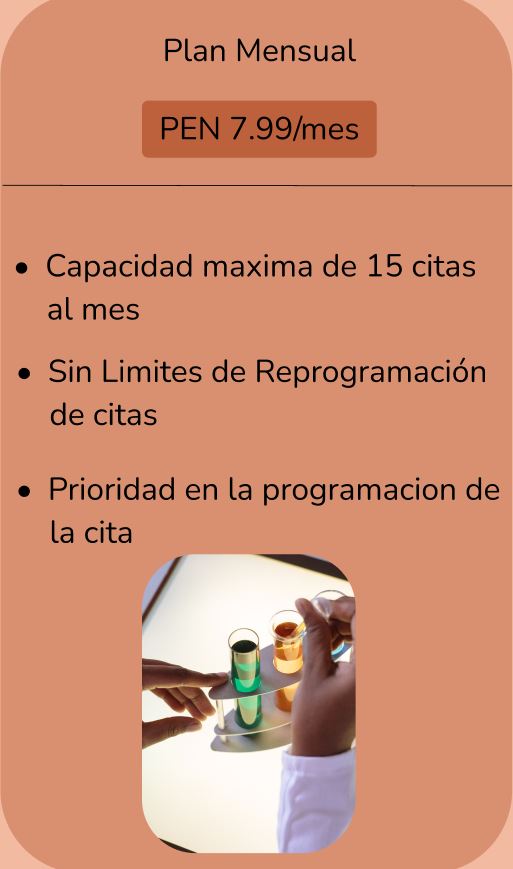 Plan Mensual
PEN 7.99/mes
• Capacidad maxima de 15 citas
al mes
• Sin Limites de Reprogramación
de citas
• Prioridad en la programacion de
la cita